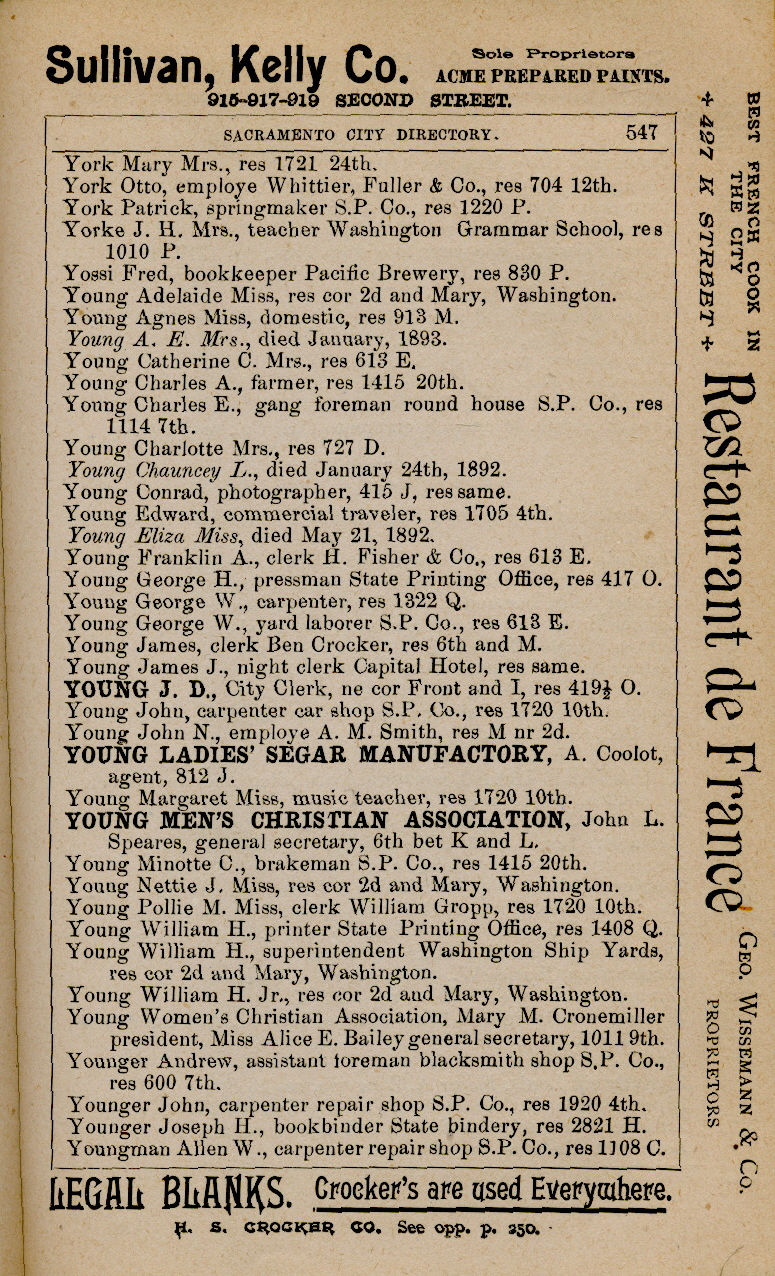 Sullivan, Kelly Co. Sole Proprietors
ACME PREPARED PAINTS.
915-917-919 SECOND STREET.
SACRAMENTO CITY DIRECTORY. 547
York Mary Mrs., res 1721 24th.
York Otto, employe Whittier, Fuller & Co., res 704 12th.
York Patrick, springmaker S.P. Co., res 1220 P.
Yorke J. H. Mrs., teacher Washington Grammar School, res
1010 P.
Yossi Fred, bookkeeper Pacific Brewery, res 830 P.
Young Adelaide Miss, res cor 2d and Mary, Washington.
Young Agnes Miss, domestic, res 913 M.
Young A. E. Mrs., died January, 1893.
Young Catherine C. Mrs., res 613 E.
Young Charles A., farmer, res 1415 20th.
Young Charles E., gang foreman round house S.P. Co., res
1114 7th.
Young Charlotte Mrs., res 727 D.
Young Chauncey L., died January 24th, 1892.
Young Conrad, photographer, 415 J, res same.
Young Edward, commercial traveler, res 1705 4th.
Young Eliza Miss, died May 21, 1892.
Young Franklin A., clerk H. Fisher & Co., res 613 E.
Young George H., pressman State Printing Office, res 417 O.
Young George W., carpenter, res 1322 Q.
Young George W., yard laborer S.P. Co., res 613 E.
Young James, clerk Ben Crocker, res 6th and M.
Young James J., night clerk Capital Hotel, res same.
YOUNG J. D., City Clerk, ne cor Front and I, res 419½ O.
Young John, carpenter car shop S.P. Co., res 1720 10th.
Young John N., employe A. M. Smith, res M nr 2d.
YOUNG LADIES' SEGAR MANUFACTORY, A. Coolot,
agent, 812 J.
Young Margaret Miss, music teacher, res 1720 10th.
YOUNG MEN'S CHRISTIAN ASSOCIATION, John L.
Speares, general secretary, 6th bet K and L.
Young Minotte C., brakeman S.P. Co., res 1415 20th.
Young Nettie J. Miss, res cor 2d and Mary, Washington.
Young Pollie M. Miss, clerk William Gropp, res 1720 10th.
Young William H., printer State Printing Office, res 1408 Q.
Young William H., superintendent Washington Ship Yards,
res cor 2d and Mary, Washington.
Young William H. Jr., res cor 2d and Mary, Washington.
Young Women's Christian Association, Mary M. Cronemiller
president, Miss Alice E. Bailey general secretary, 1011 9th.
Younger Andrew, assistant foreman blacksmith shop S.P. Co.,
res 600 7th.
Younger John, carpenter repair shop S.P. Co., res 1920 4th.
Younger Joseph H., bookbinder State bindery, res 2821 H.
Youngman Allen W., carpenter repair shop S.P. Co., res 1108 C.
LEGAL BLANKS. Crocker's are used Everywhere.
H. S. CROCKER CO. See opp. p. 250.
BEST FRENCH COOK IN
THE CITY
+ 427 K STREET +
Restaurant de France
GEO. WISSEMANN & CO.
PROPRIETORS